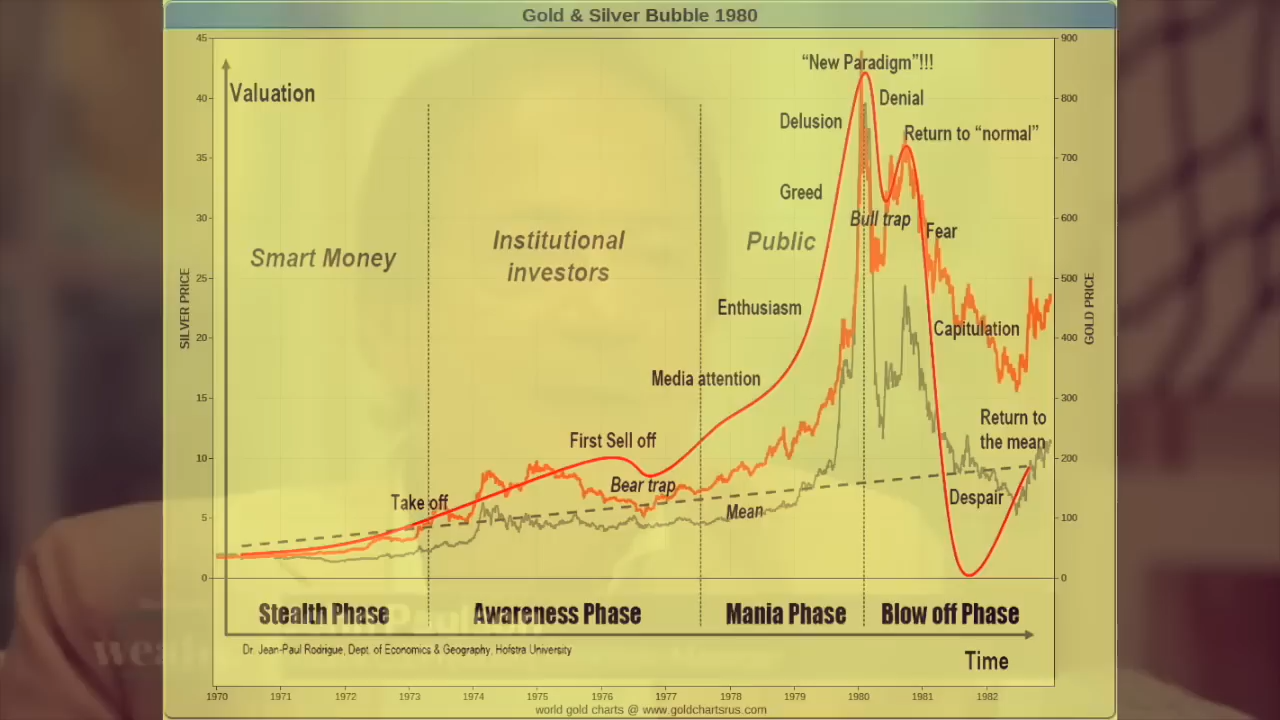 Gold & Silver Bubble 1980
45
900
“New Paradigm”!!!
Valuation
40
Denial
800
Delusion
Return to “normal”
35
700
Greed
30
Bull trap
600
Fear
Smart Money
Institutional
investors
Public
25
500
SILVER PRICE
GOLD PRICE
Enthusiasm
20
Capitulation
400
Media attention
15
300
Return to
the mean
First Sell off
10
200
Bear trap
Take off
Despair
5
Mean
100
0
0
Stealth Phase
Awareness Phase
Mania Phase
Blow off Phase
Dr. Jean-Paul Rodrigue, Dept. of Economics & Geography, Hofstra University
Time
1970 1971 1972 1973 1974 1975 1976 1977 1978 1979 1980 1981 1982
world gold charts @ www.goldchartsrus.com